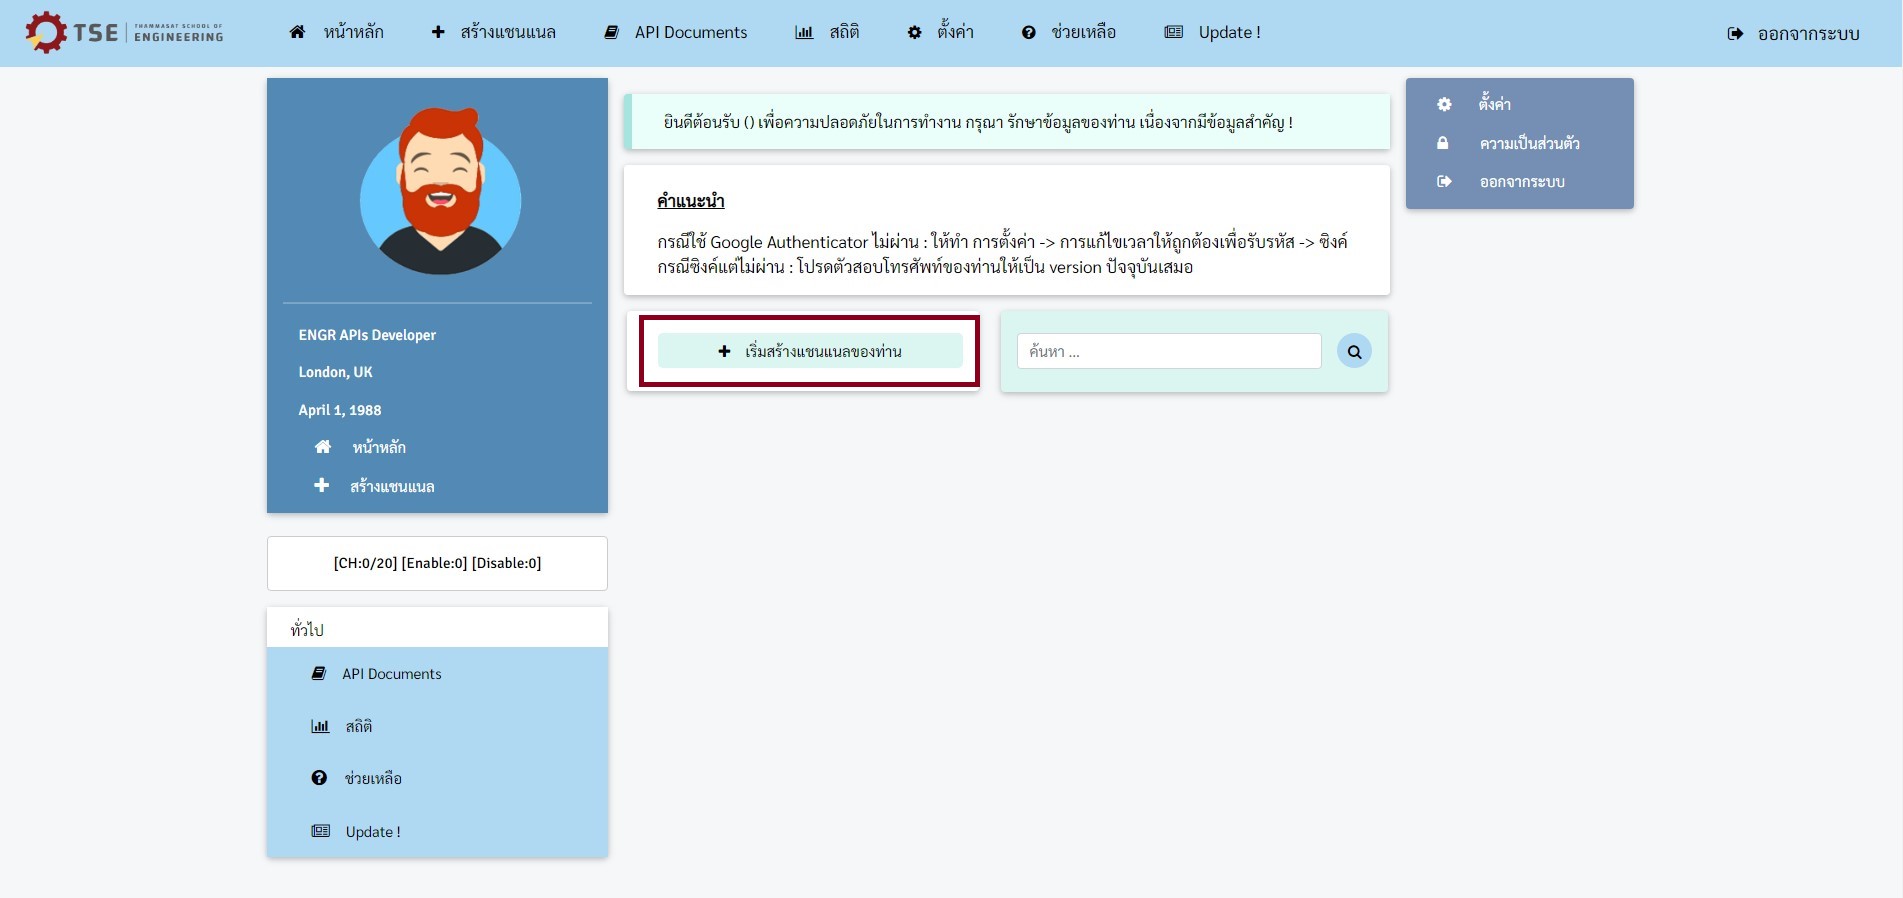 TSE THAMMASAT SCHOOL OF ENGINEERING
หน้าหลัก
สร้างแชนแนล
API Documents
สถิติ
ตั้งค่า
ช่วยเหลือ
Update !
ออกจากระบบ
ENGR APIs Developer
London, UK
April 1, 1988
หน้าหลัก
สร้างแชนแนล
[CH:0/20] [Enable:0] [Disable:0]
ทั่วไป
API Documents
สถิติ
ช่วยเหลือ
Update !
ยินดีต้อนรับ () เพื่อความปลอดภัยในการทำงาน กรุณา รักษาข้อมูลของท่าน เนื่องจากมีข้อมูลสำคัญ !
คำแนะนำ
กรณีใช้ Google Authenticator ไม่ผ่าน : ให้ทำ การตั้งค่า -> การแก้ไขเวลาให้ถูกต้องเพื่อรับรหัส -> ซิงค์
กรณีซิงค์แต่ไม่ผ่าน : โปรดตัวสอบโทรศัพท์ของท่านให้เป็น version ปัจจุบันเสมอ
เริ่มสร้างแชนแนลของท่าน
ค้นหา ...
ตั้งค่า
ความเป็นส่วนตัว
ออกจากระบบ